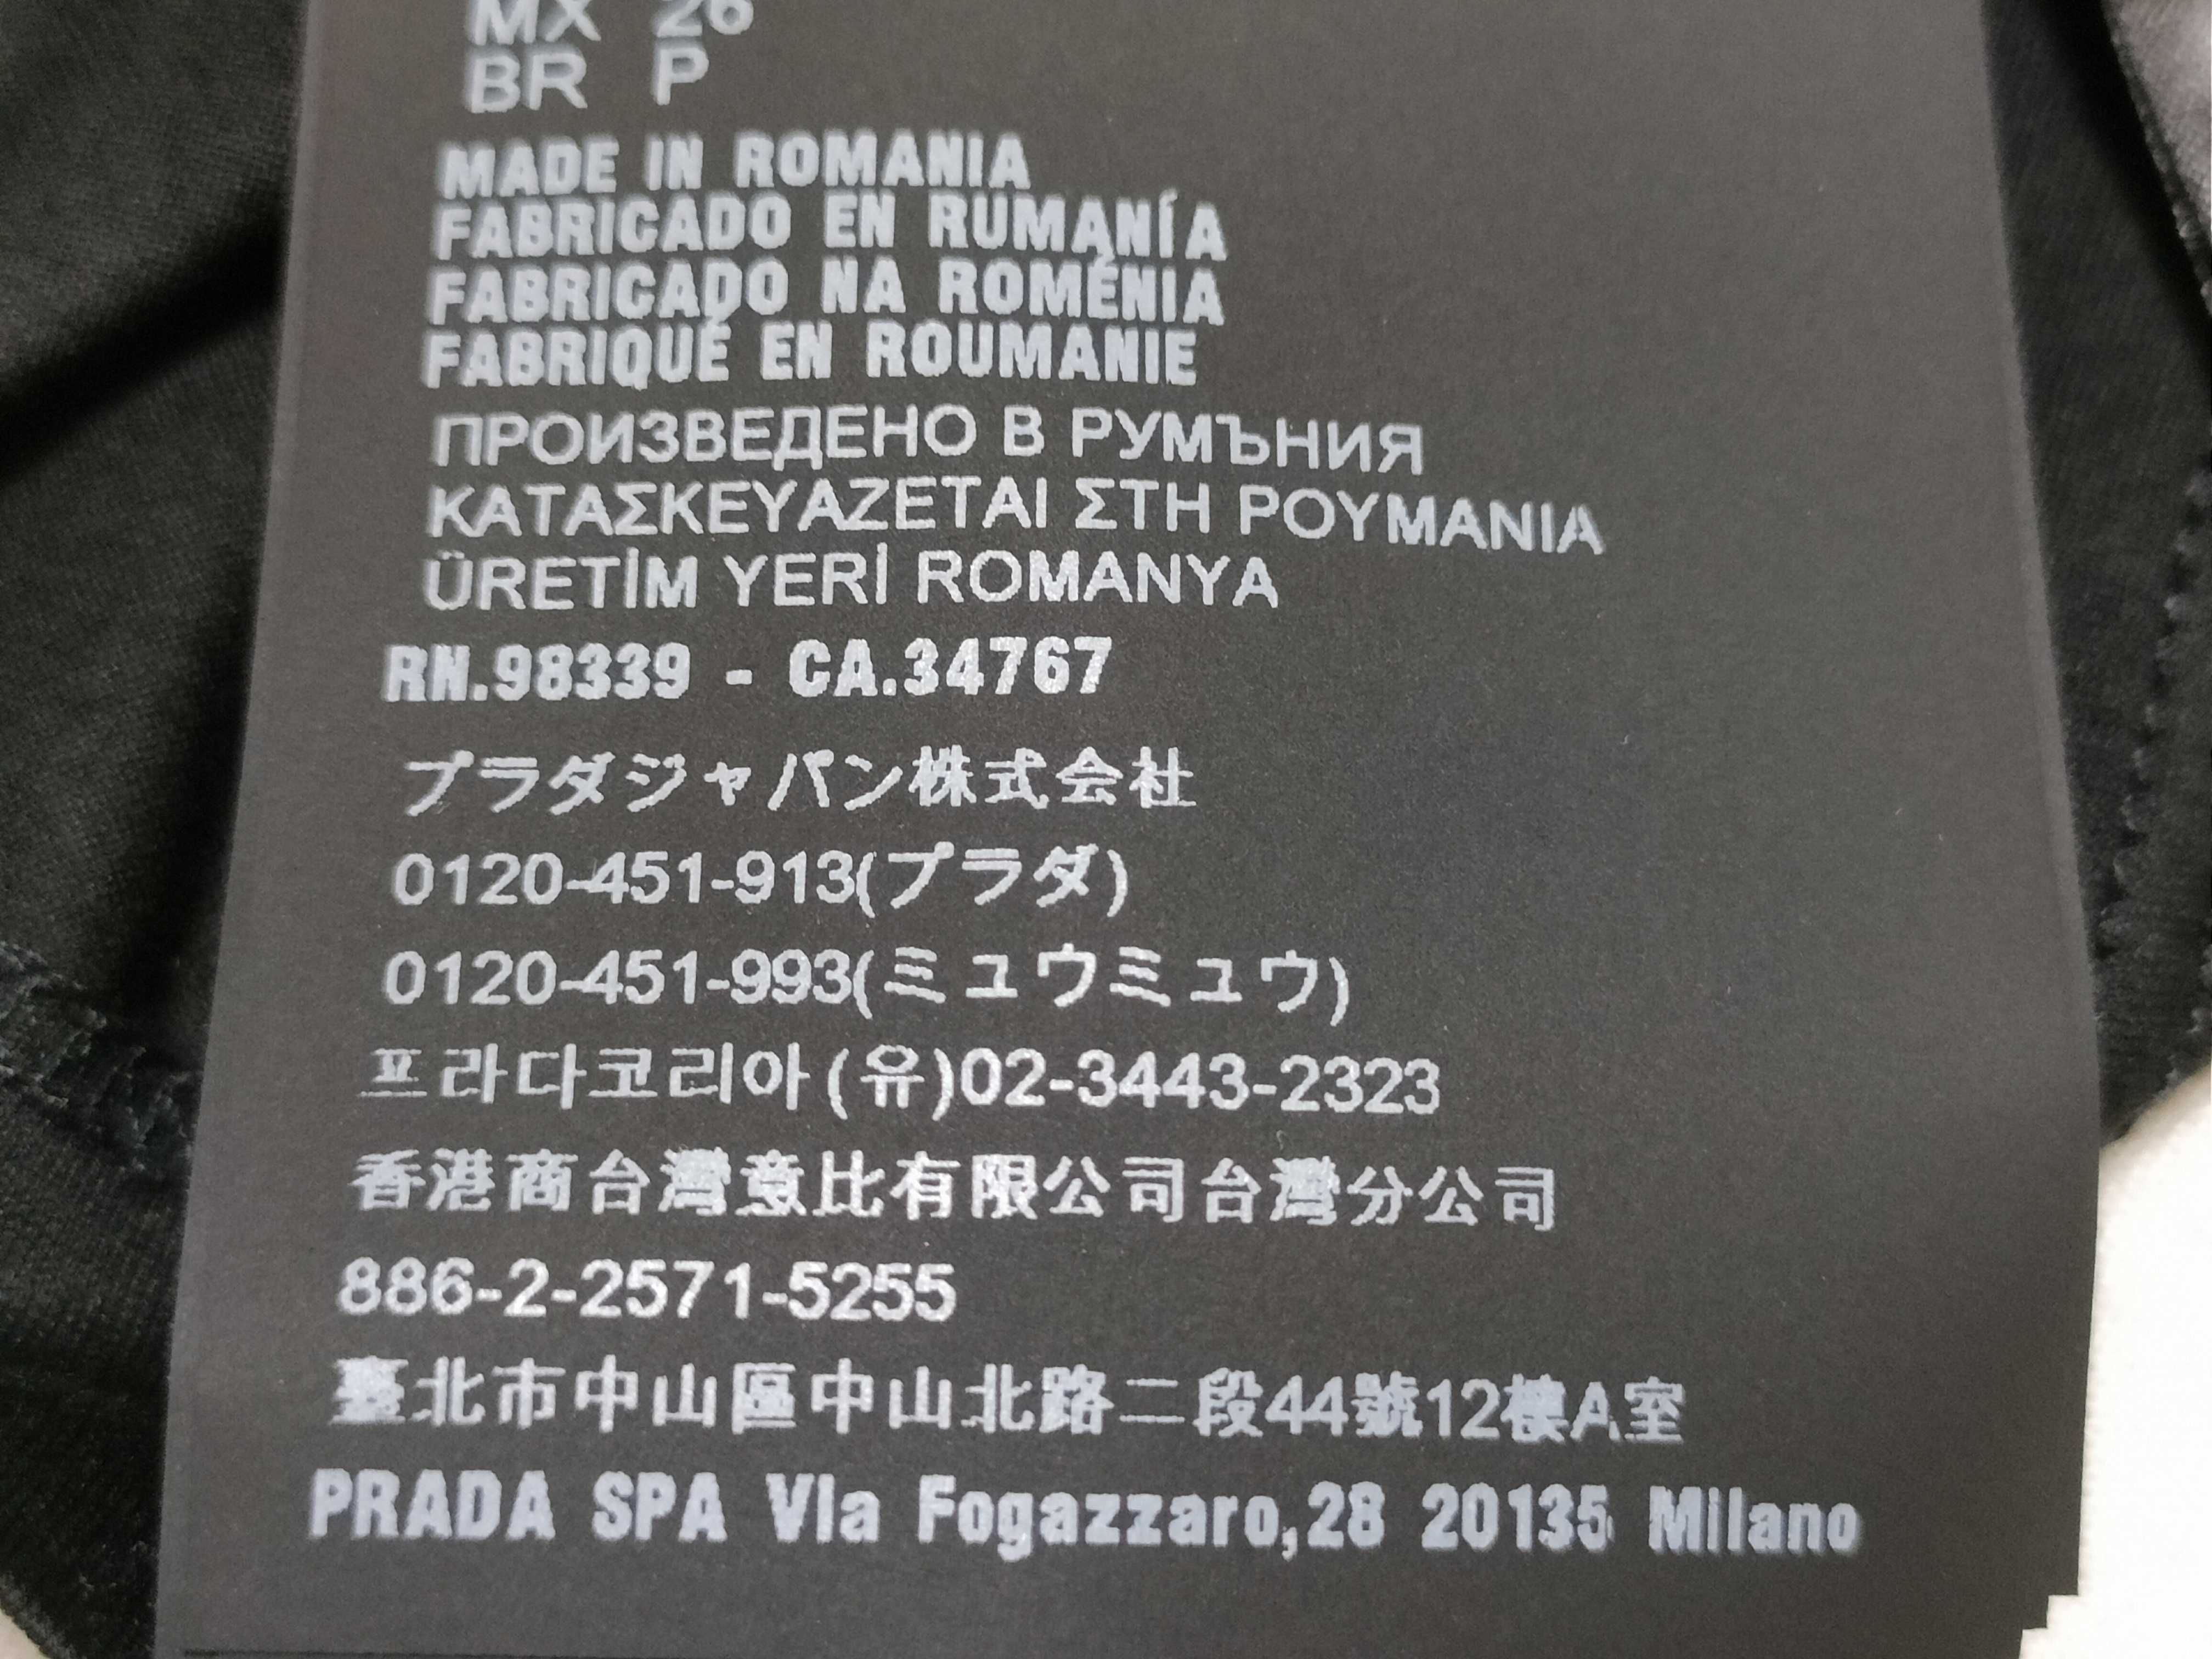 MX 26
BR P
MADE IN ROMANIA
FABRICADO EN RUMANÍA
FABRICADO NA ROMÉNIA
FABRIQUÉ EN ROUMANIE
ПРОИЗВЕДЕНО В РУМЪНИЯ
ΚΑΤΑΣΚΕΥΑΖΕΤΑΙ ΣΤΗ ΡΟΥΜΑΝΙΑ
ÜRETİM YERİ ROMANYA
RN.98339 - CA.34767
プラダジャパン株式会社
0120-451-913(プラダ)
0120-451-993(ミュウミュウ)
프라다코리아(유)02-3443-2323
香港商台灣意比有限公司台灣分公司
886-2-2571-5255
臺北市中山區中山北路二段44號12樓A室
PRADA SPA VIa Fogazzaro,28 20135 Milano